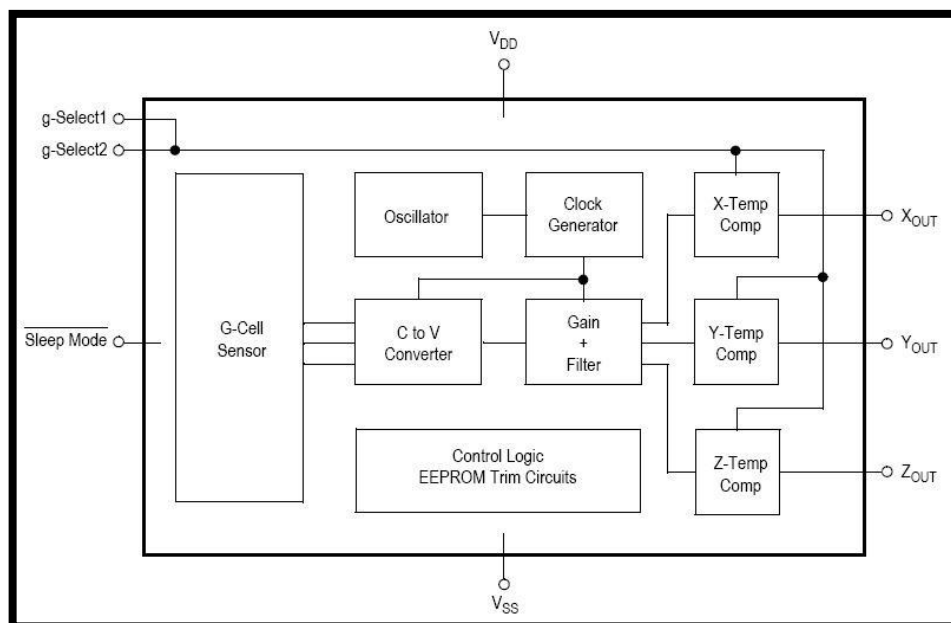 VDD
g-Select1
g-Select2
Oscillator
Clock
Generator
X-Temp
Comp
XOUT
Sleep Mode
G-Cell
Sensor
C to V
Converter
Gain
+
Filter
Y-Temp
Comp
YOUT
Control Logic
EEPROM Trim Circuits
Z-Temp
Comp
ZOUT
VSS